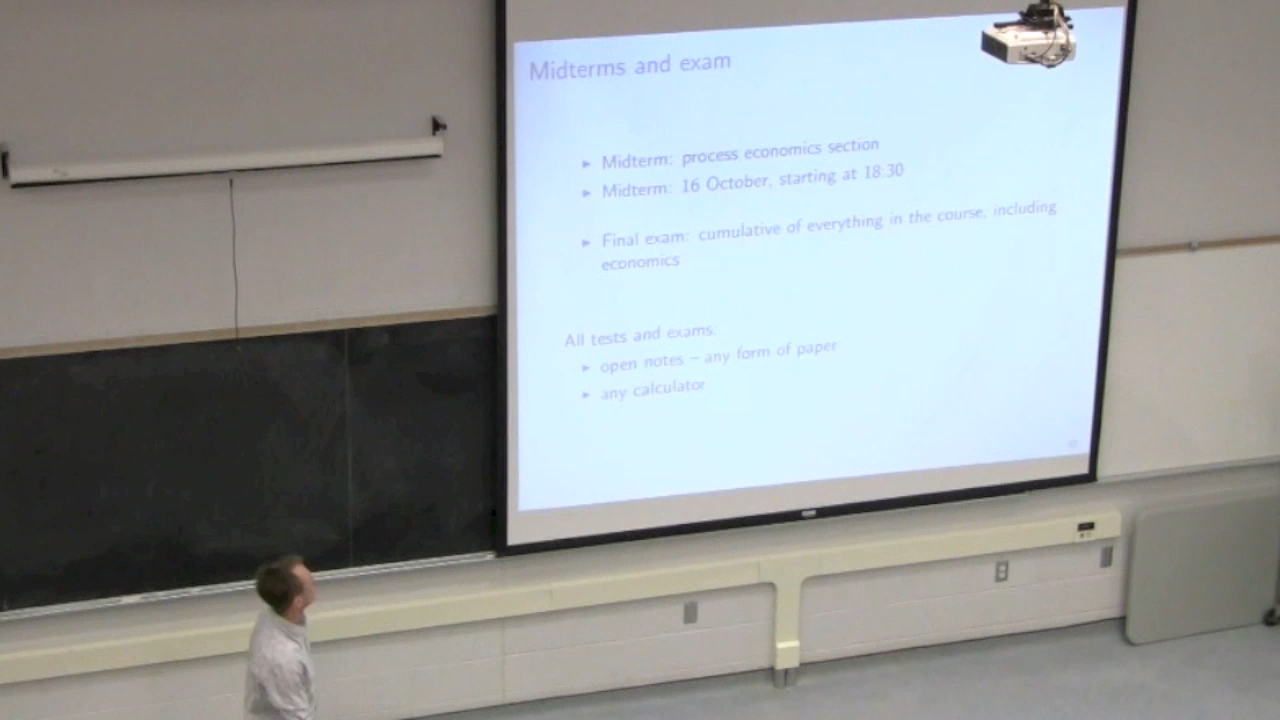 Midterms and exam
▶ Midterm: process economics section
▶ Midterm: 16 October, starting at 18:30
▶ Final exam: cumulative of everything in the course, including
economics
All tests and exams:
▶ open notes – any form of paper
▶ any calculator